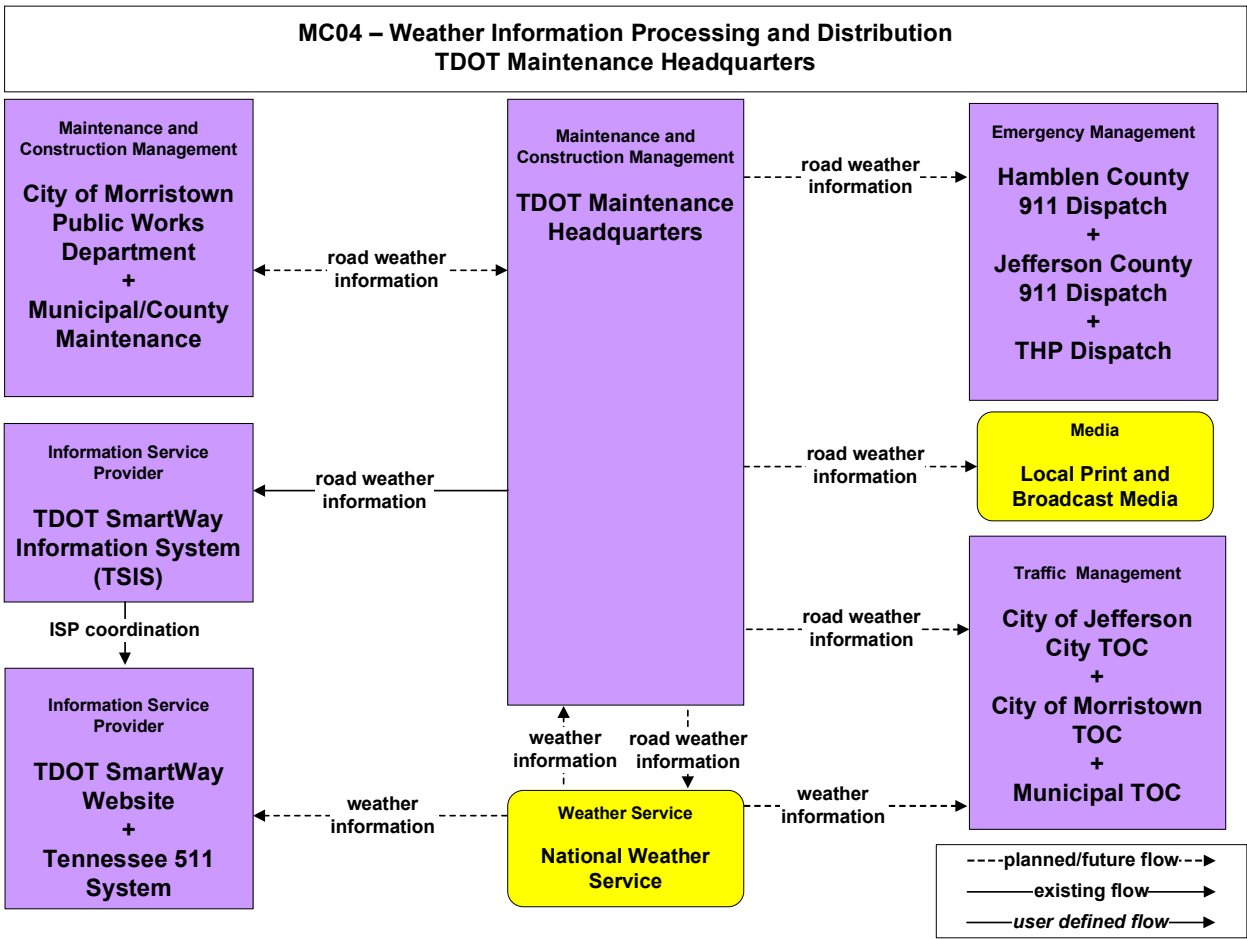 MC04 – Weather Information Processing and Distribution
TDOT Maintenance Headquarters
Maintenance and
Construction Management
City of Morristown
Public Works
Department
+
Municipal/County
Maintenance
road weather
information
Maintenance and
Construction Management
TDOT Maintenance
Headquarters
road weather
information
Emergency Management
Hamblen County
911 Dispatch
+
Jefferson County
911 Dispatch
+
THP Dispatch
Information Service
Provider
TDOT SmartWay
Information System
(TSIS)
road weather
information
road weather
information
Media
Local Print and
Broadcast Media
ISP coordination
road weather
information
Traffic Management
City of Jefferson
City TOC
+
City of Morristown
TOC
+
Municipal TOC
Information Service
Provider
TDOT SmartWay
Website
+
Tennessee 511
System
weather
information
weather
information
road weather
information
Weather Service
National Weather
Service
weather
information
planned/future flow
existing flow
user defined flow